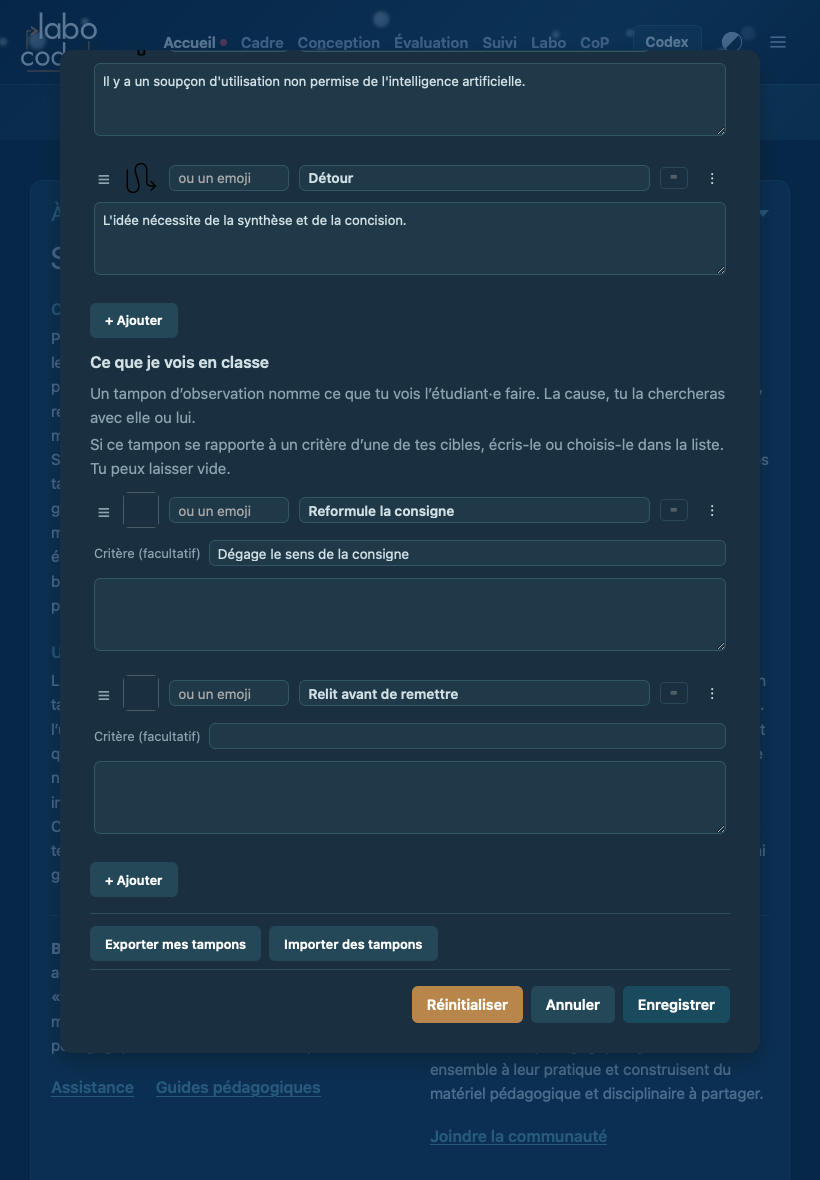 labo
cod
Accueil Cadre Conception Évaluation Suivi Labo CoP Codex
Il y a un soupçon d'utilisation non permise de l'intelligence artificielle.
ou un emoji Détour
L'idée nécessite de la synthèse et de la concision.
+ Ajouter
Ce que je vois en classe
Un tampon d’observation nomme ce que tu vois l’étudiant·e faire. La cause, tu la chercheras
avec elle ou lui.
Si ce tampon se rapporte à un critère d’une de tes cibles, écris-le ou choisis-le dans la liste.
Tu peux laisser vide.
ou un emoji Reformule la consigne
Critère (facultatif) Dégage le sens de la consigne
ou un emoji Relit avant de remettre
Critère (facultatif)
+ Ajouter
Exporter mes tampons Importer des tampons
Réinitialiser Annuler Enregistrer
ensemble à leur pratique et construisent du
matériel pédagogique et disciplinaire à partager.
Assistance Guides pédagogiques
Joindre la communauté